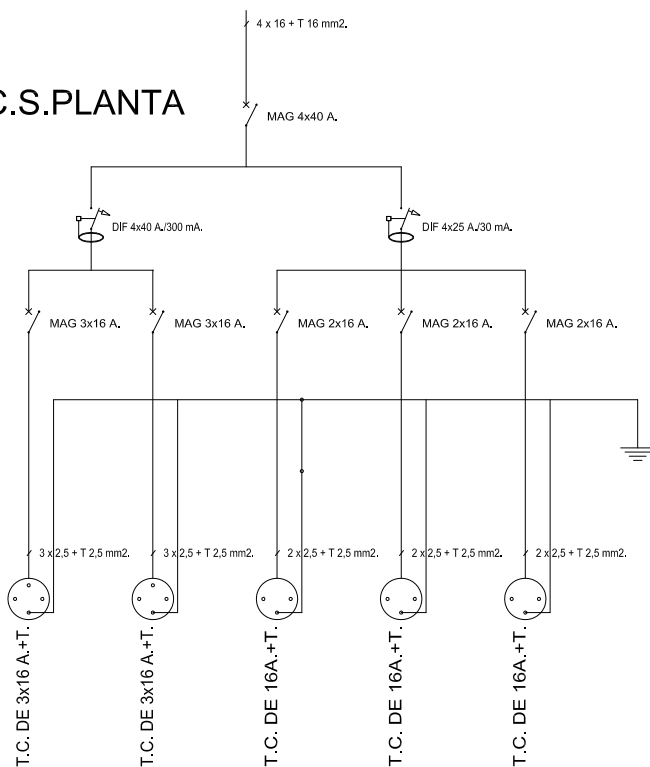 4 x 16 + T 16 mm2.
C.S.PLANTA
MAG 4x40 A.
DIF 4x40 A./300 mA.
DIF 4x25 A./30 mA.
MAG 3x16 A.
MAG 3x16 A.
MAG 2x16 A.
MAG 2x16 A.
MAG 2x16 A.
3 x 2,5 + T 2,5 mm2.
3 x 2,5 + T 2,5 mm2.
2 x 2,5 + T 2,5 mm2.
2 x 2,5 + T 2,5 mm2.
2 x 2,5 + T 2,5 mm2.
T.C. DE 3x16 A.+T.
T.C. DE 3x16 A.+T.
T.C. DE 16A.+T.
T.C. DE 16A.+T.
T.C. DE 16A.+T.